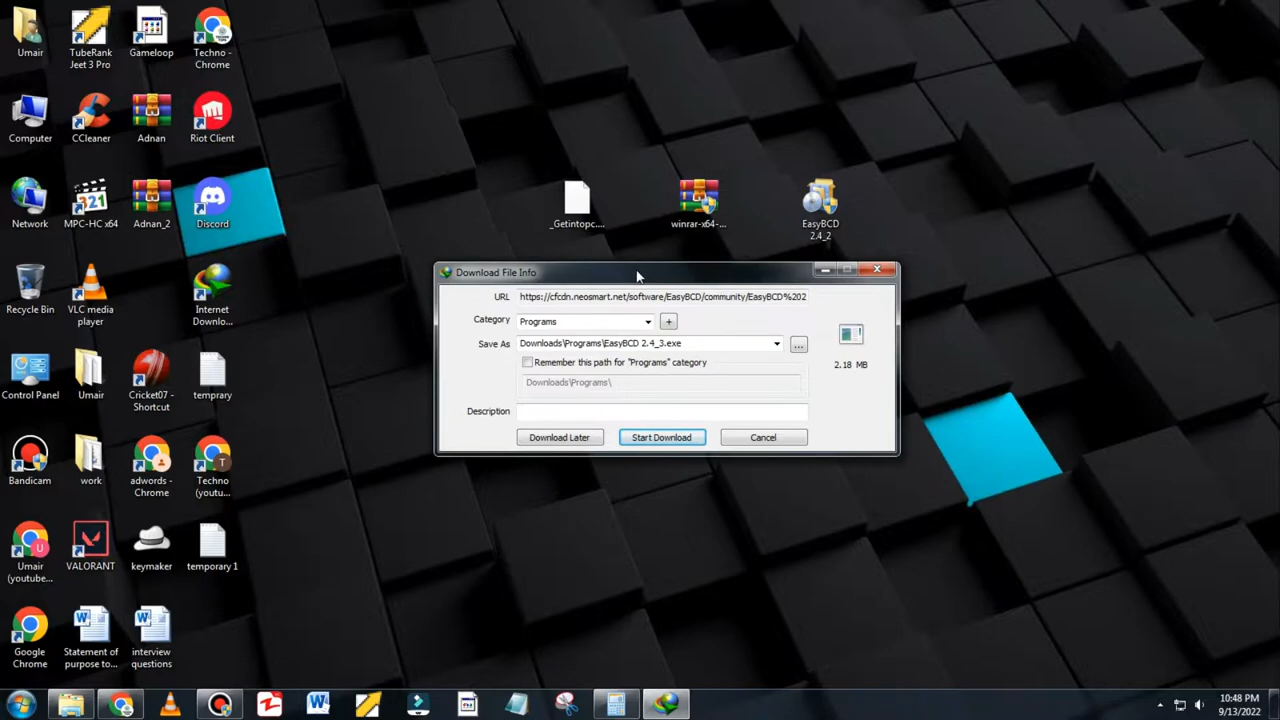 Umair
TubeRank
Jeet 3 Pro
Gameloop
Techno -
Chrome
Computer
CCleaner
Adnan
Riot Client
Network
MPC-HC x64
Adnan_2
Discord
_Getintopc....
winrar-x64-...
EasyBCD
2.4_2
Recycle Bin
VLC media
player
Internet
Downlo...
Download File Info
URL
https://cfcdn.neosmart.net/software/EasyBCD/community/EasyBCD%202
Category
Programs
+
Save As
Downloads\Programs\EasyBCD 2.4_3.exe
...
Remember this path for "Programs" category
2.18 MB
Downloads\Programs\
Description
Download Later
Start Download
Cancel
Control Panel
Umair
Cricket07 -
Shortcut
temprary
Bandicam
work
adwords -
Chrome
Techno
(youtu...
Umair
(youtube...
VALORANT
keymaker
temporary 1
Google
Chrome
Statement of
purpose to...
interview
questions
10:48 PM
9/13/2022